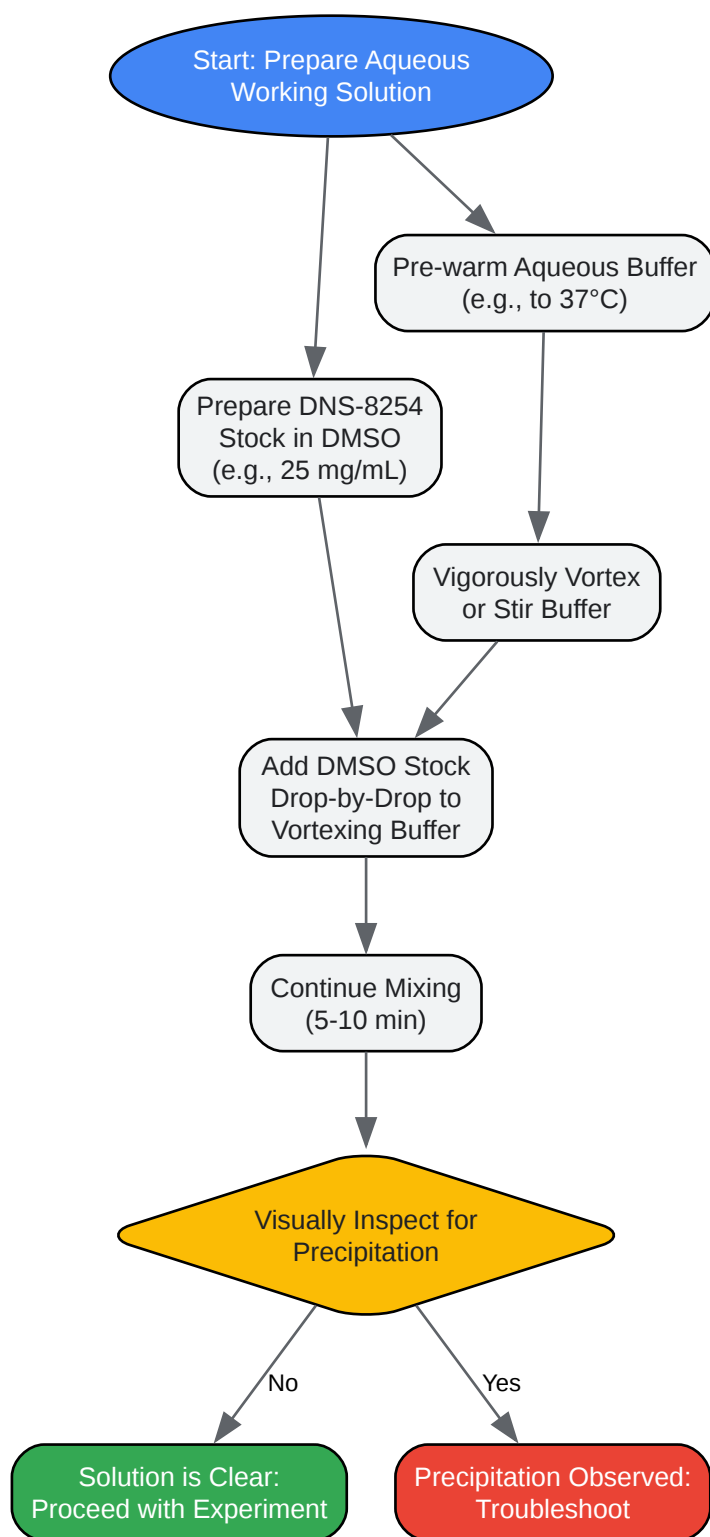 Start: Prepare Aqueous
Working Solution
Pre-warm Aqueous Buffer
(e.g., to 37°C)
Prepare DNS-8254
Stock in DMSO
(e.g., 25 mg/mL)
Vigorously Vortex
or Stir Buffer
Add DMSO Stock
Drop-by-Drop to
Vortexing Buffer
Continue Mixing
(5-10 min)
Visually Inspect for
Precipitation
No
Yes
Solution is Clear:
Proceed with Experiment
Precipitation Observed:
Troubleshoot